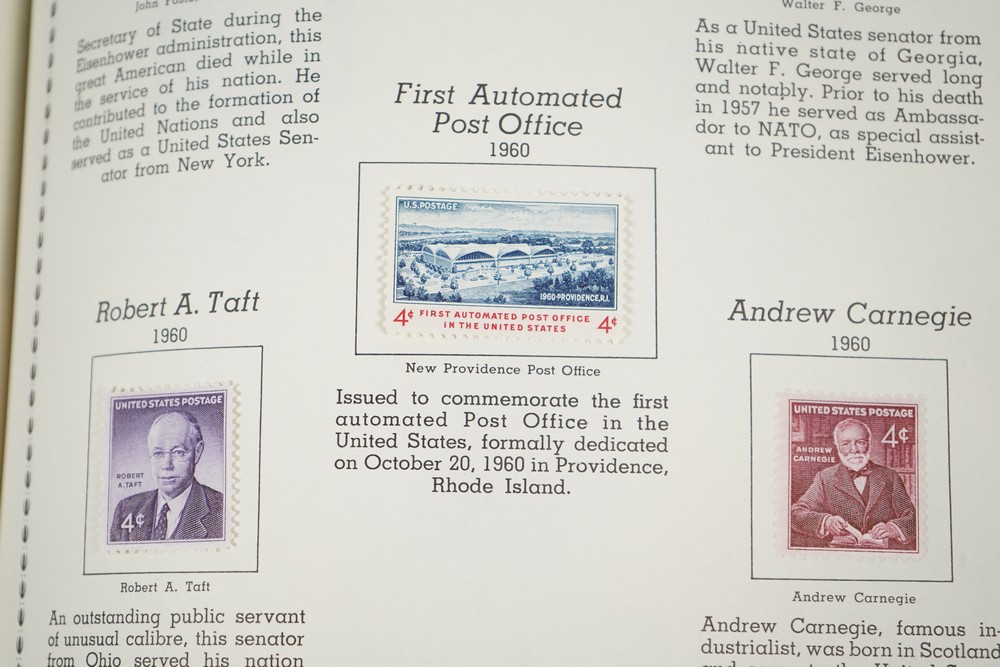 John Foster
Secretary of State during the
Eisenhower administration, this
great American died while in
the service of his nation. He
contributed to the formation of
the United Nations and also
served as a United States Sen-
ator from New York.
Walter F. George
As a United States senator from
his native state of Georgia,
Walter F. George served long
and notably. Prior to his death
in 1957 he served as Ambassa-
dor to NATO, as special assist-
ant to President Eisenhower.
First Automated
Post Office
1960
U.S. POSTAGE
1960·PROVIDENCE, R.I.
4¢ FIRST AUTOMATED POST OFFICE 4¢
IN THE UNITED STATES
New Providence Post Office
Issued to commemorate the first
automated Post Office in the
United States, formally dedicated
on October 20, 1960 in Providence,
Rhode Island.
Robert A. Taft
1960
UNITED STATES POSTAGE
ROBERT
A. TAFT
4¢
Robert A. Taft
An outstanding public servant
of unusual calibre, this senator
from Ohio served his nation
Andrew Carnegie
1960
UNITED STATES POSTAGE
4¢
ANDREW
CARNEGIE
Andrew Carnegie
Andrew Carnegie, famous in-
dustrialist, was born in Scotland